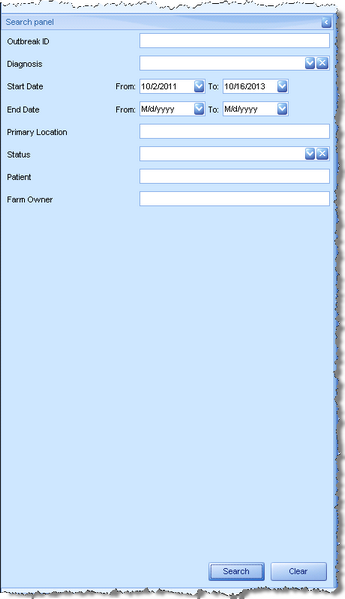 Search panel
Outbreak ID
Diagnosis
Start Date From: 10/2/2011 To: 10/16/2013
End Date From: M/d/yyyy To: M/d/yyyy
Primary Location
Status
Patient
Farm Owner
Search Clear